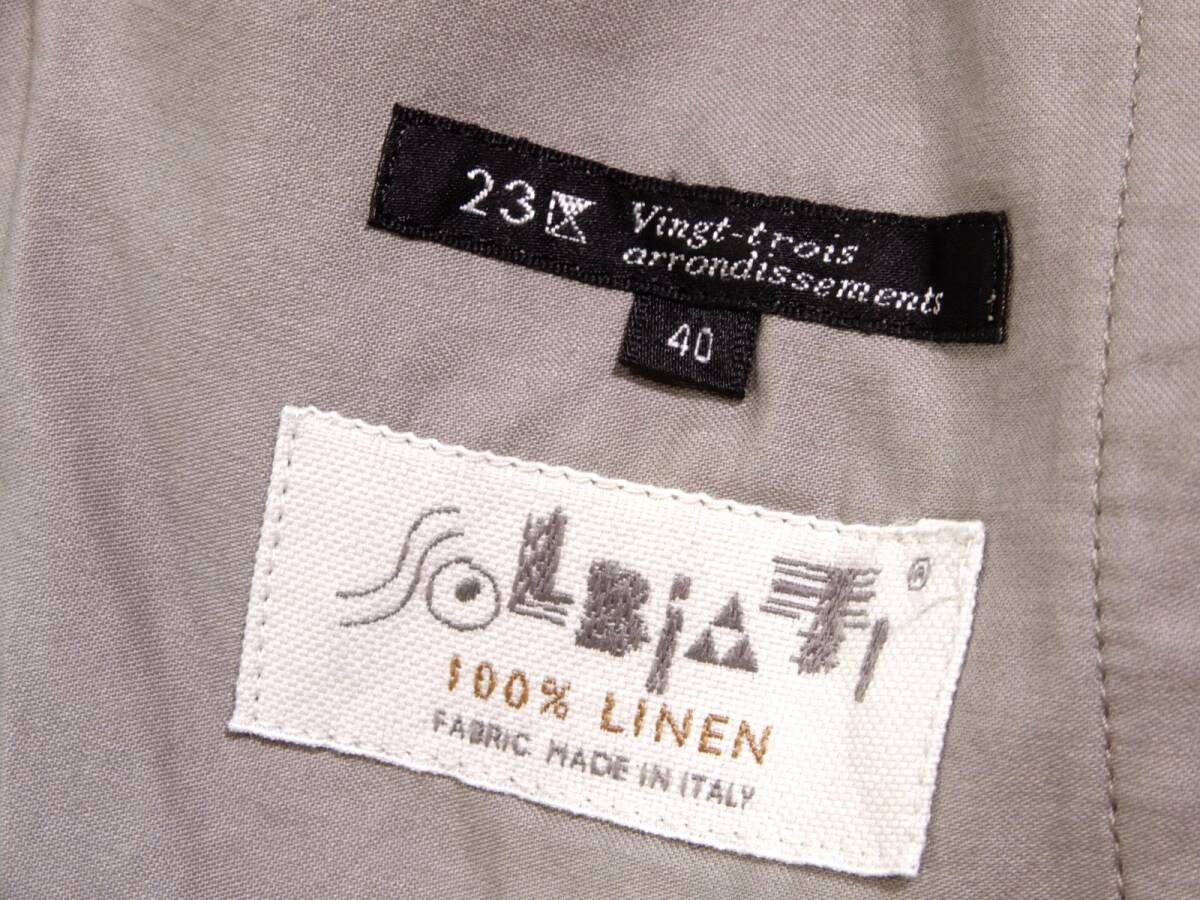 23区 Vingt-trois
arrondissements
40
SOLBiATi®
100% LINEN
FABRIC MADE IN ITALY